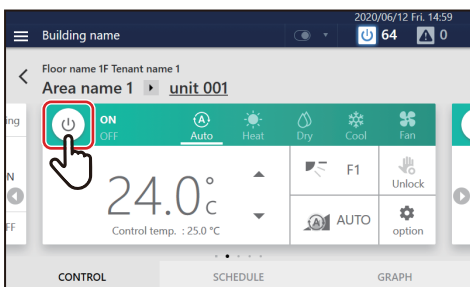 2020/06/12 Fri. 14:59
Building name
64
0
Floor name 1F Tenant name 1
Area name 1 unit 001
ing
ON
OFF
Auto
Heat
Dry
Cool
Fan
24.0°C
Control temp. : 25.0 °C
F1
Unlock
AUTO
option
N
FF
CONTROL
SCHEDULE
GRAPH